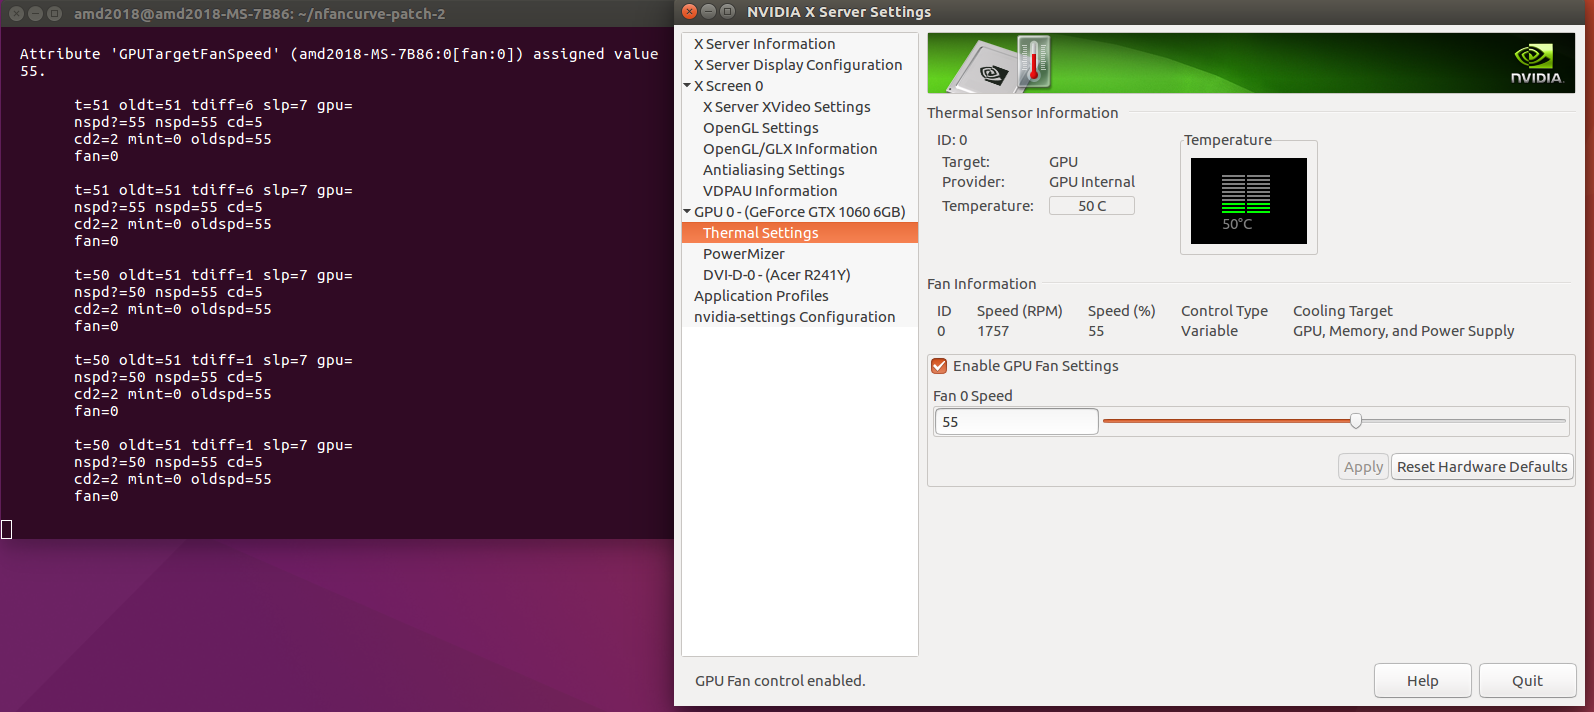 amd2018@amd2018-MS-7B86: ~/nfancurve-patch-2
Attribute 'GPUTargetFanSpeed' (amd2018-MS-7B86:0[fan:0]) assigned value
55.
t=51 oldt=51 tdiff=6 slp=7 gpu=
nspd?=55 nspd=55 cd=5
cd2=2 mint=0 oldspd=55
fan=0
t=51 oldt=51 tdiff=6 slp=7 gpu=
nspd?=55 nspd=55 cd=5
cd2=2 mint=0 oldspd=55
fan=0
t=50 oldt=51 tdiff=1 slp=7 gpu=
nspd?=50 nspd=55 cd=5
cd2=2 mint=0 oldspd=55
fan=0
t=50 oldt=51 tdiff=1 slp=7 gpu=
nspd?=50 nspd=55 cd=5
cd2=2 mint=0 oldspd=55
fan=0
t=50 oldt=51 tdiff=1 slp=7 gpu=
nspd?=50 nspd=55 cd=5
cd2=2 mint=0 oldspd=55
fan=0
NVIDIA X Server Settings
X Server Information
X Server Display Configuration
X Screen 0
X Server XVideo Settings
OpenGL Settings
OpenGL/GLX Information
Antialiasing Settings
VDPAU Information
GPU 0 - (GeForce GTX 1060 6GB)
Thermal Settings
PowerMizer
DVI-D-0 - (Acer R241Y)
Application Profiles
nvidia-settings Configuration
NVIDIA.
Thermal Sensor Information
ID: 0
Target: GPU
Provider: GPU Internal
Temperature: 50 C
Temperature
50°C
Fan Information
ID Speed (RPM) Speed (%) Control Type Cooling Target
0 1757 55 Variable GPU, Memory, and Power Supply
Enable GPU Fan Settings
Fan 0 Speed
55
Apply Reset Hardware Defaults
GPU Fan control enabled.
Help Quit